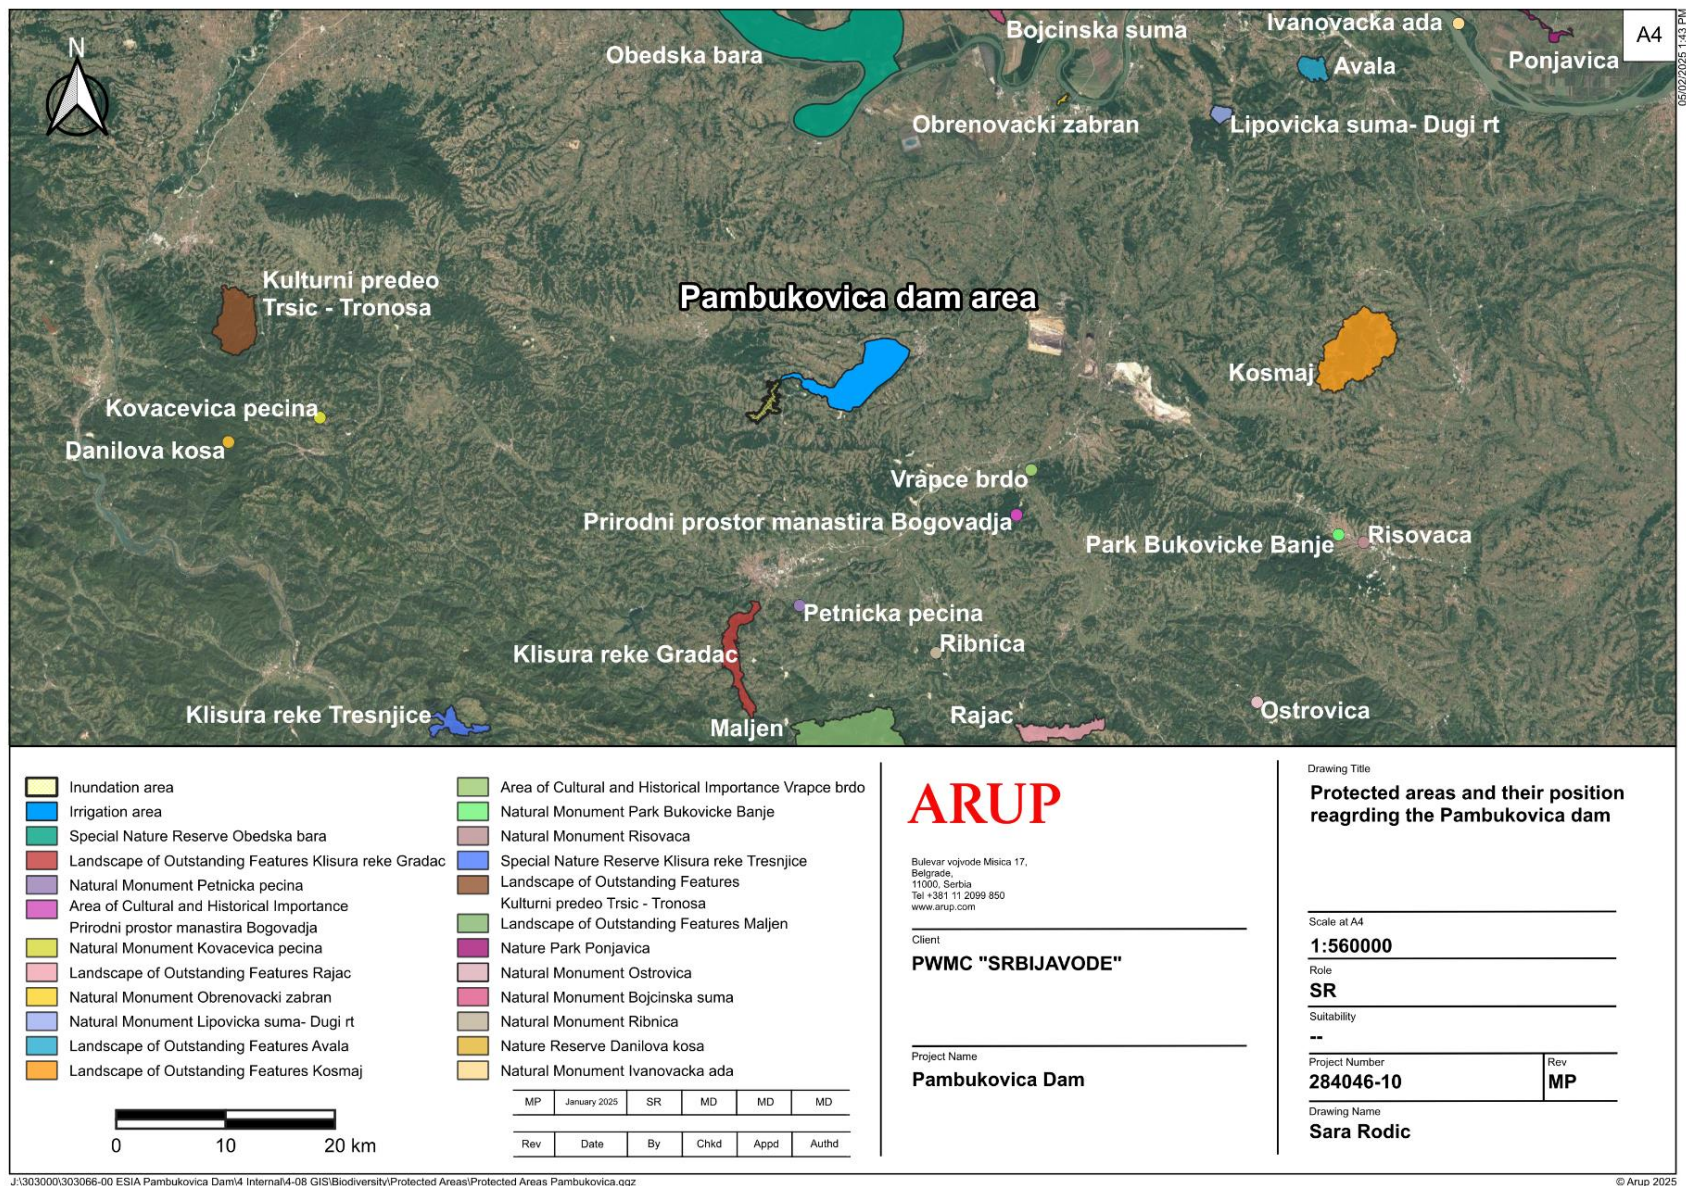 05/02/2025 1:43 PM
A4
N
Obedska bara
Bojcinska suma
Ivanovacka ada
Ponjavica
Avala
Obrenovacki zabran
Lipovicka suma- Dugi rt
Kulturni predeo
Trsic - Tronosa
Pambukovica dam area
Kosmaj
Kovacevica pecina
Danilova kosa
Vrapce brdo
Prirodni prostor manastira Bogovadja
Park Bukovicke Banje
Risovaca
Petnicka pecina
Ribnica
Klisura reke Gradac
Klisura reke Tresnjice
Maljen
Rajac
Ostrovica
Inundation area
Irrigation area
Special Nature Reserve Obedska bara
Landscape of Outstanding Features Klisura reke Gradac
Natural Monument Petnicka pecina
Area of Cultural and Historical Importance
Prirodni prostor manastira Bogovadja
Natural Monument Kovacevica pecina
Landscape of Outstanding Features Rajac
Natural Monument Obrenovacki zabran
Natural Monument Lipovicka suma- Dugi rt
Landscape of Outstanding Features Avala
Landscape of Outstanding Features Kosmaj
Area of Cultural and Historical Importance Vrapce brdo
Natural Monument Park Bukovicke Banje
Natural Monument Risovaca
Special Nature Reserve Klisura reke Tresnjice
Landscape of Outstanding Features
Kulturni predeo Trsic - Tronosa
Landscape of Outstanding Features Maljen
Nature Park Ponjavica
Natural Monument Ostrovica
Natural Monument Bojcinska suma
Natural Monument Ribnica
Nature Reserve Danilova kosa
Natural Monument Ivanovacka ada
0 10 20 km
MP January 2025 SR MD MD MD
Rev Date By Chkd Appd Authd
ARUP
Bulevar vojvode Misica 17,
Belgrade,
11000, Serbia
Tel +381 11 2099 850
www.arup.com
Client
PWMC "SRBIJAVODE"
Project Name
Pambukovica Dam
Drawing Title
Protected areas and their position
reagrding the Pambukovica dam
Scale at A4
1:560000
Role
SR
Suitability
--
Project Number Rev
284046-10 MP
Drawing Name
Sara Rodic
J:\303000\303066-00 ESIA Pambukovica Dam\4 Internal\4-08 GIS\Biodiversity\Protected Areas\Protected Areas Pambukovica.qgz
© Arup 2025